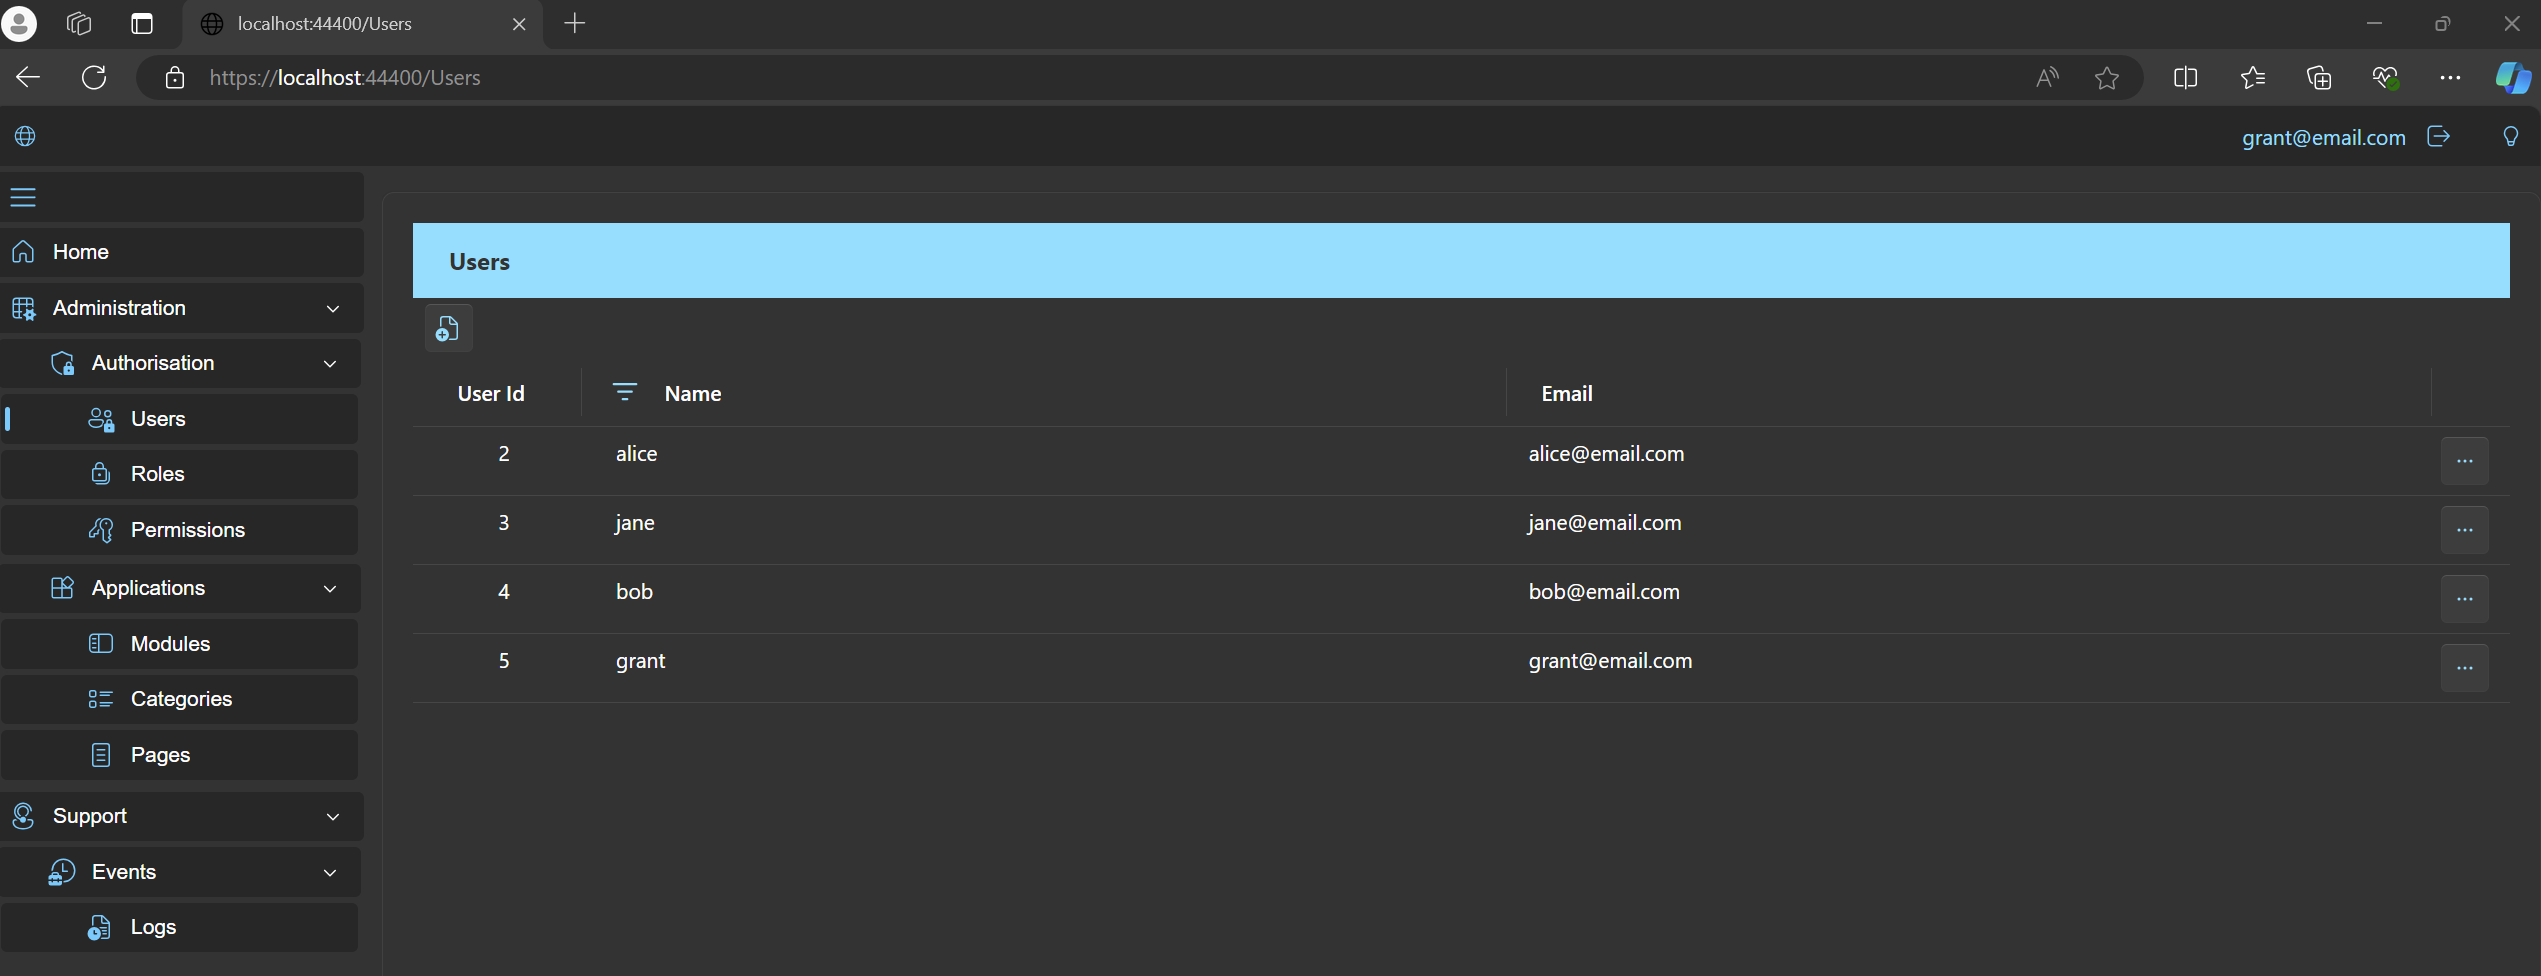 localhost:44400/Users
https://localhost:44400/Users
grant@email.com
Home
Administration
Authorisation
Users
Roles
Permissions
Applications
Modules
Categories
Pages
Support
Events
Logs
Users
User Id Name Email
2 alice alice@email.com
3 jane jane@email.com
4 bob bob@email.com
5 grant grant@email.com